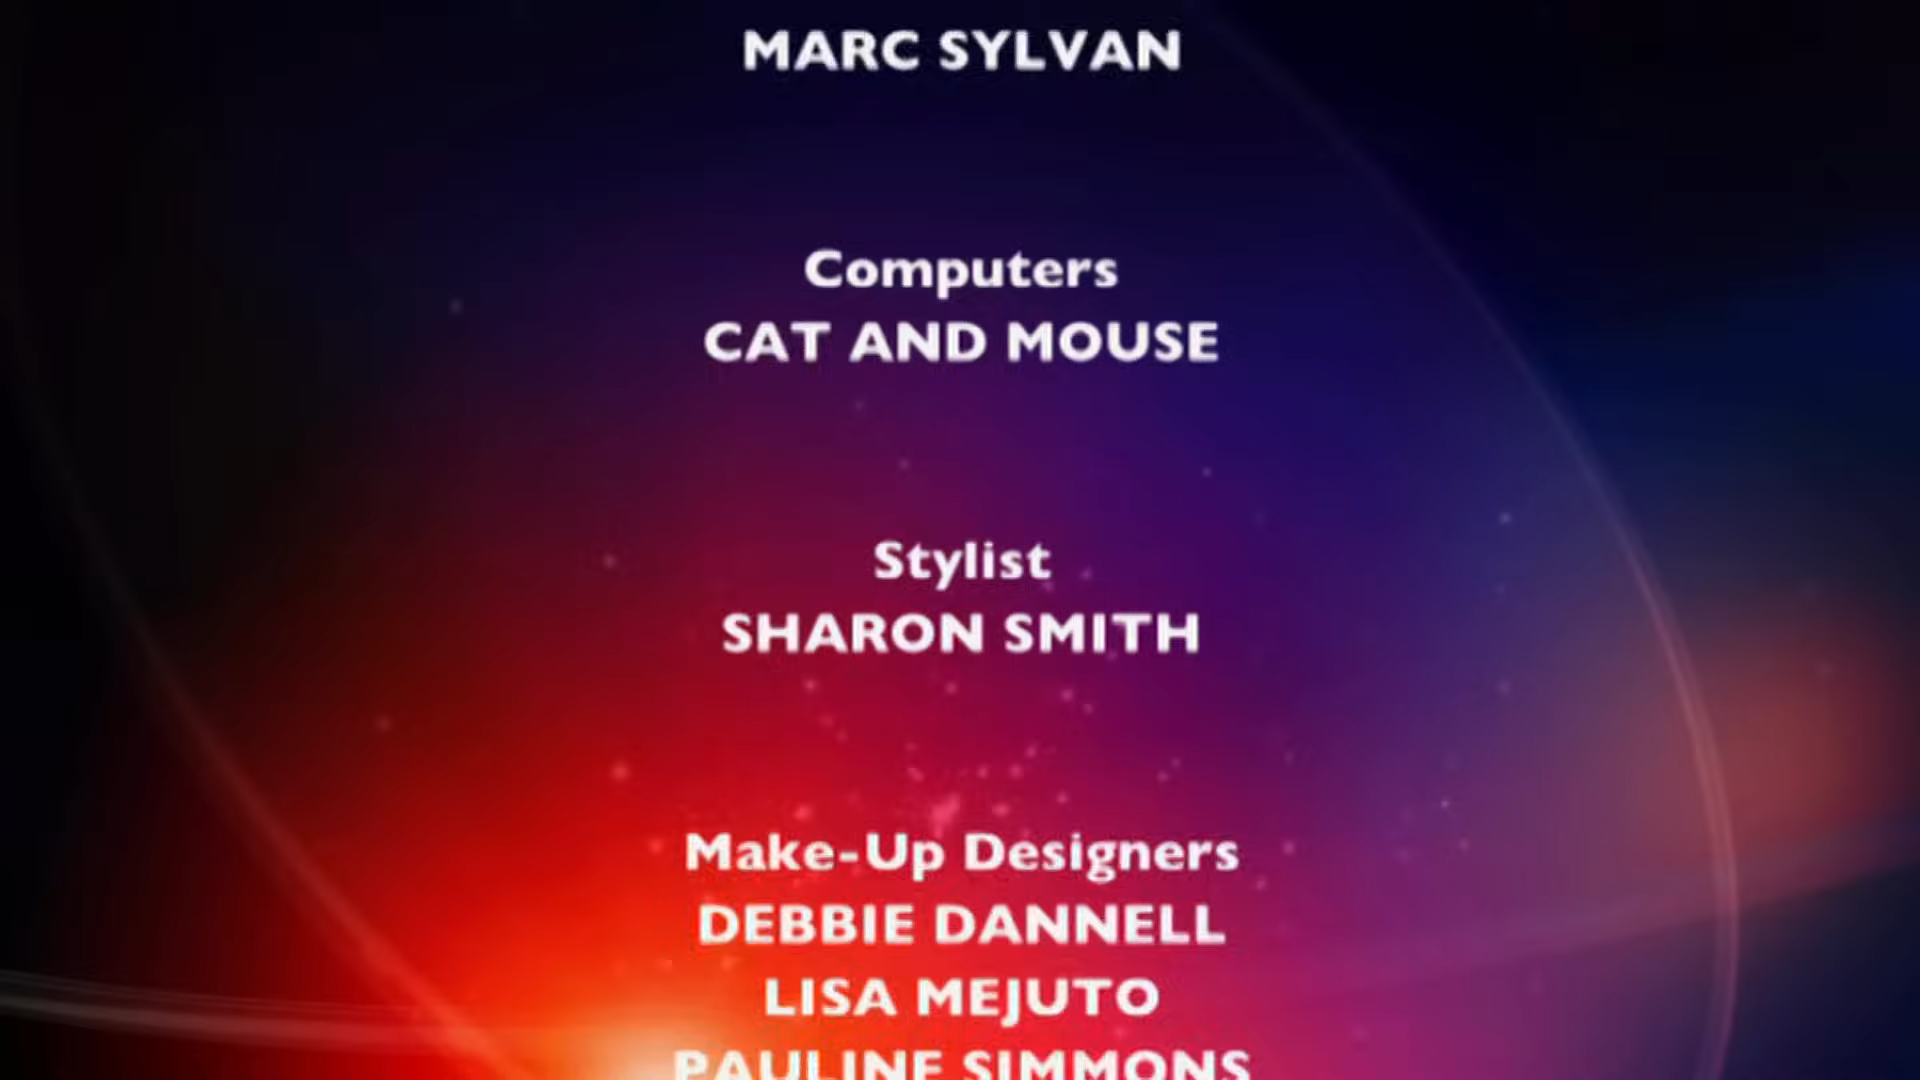 MARC SYLVAN
Computers
CAT AND MOUSE
Stylist
SHARON SMITH
Make-Up Designers
DEBBIE DANNELL
LISA MEJUTO
PAULINE SIMMONS